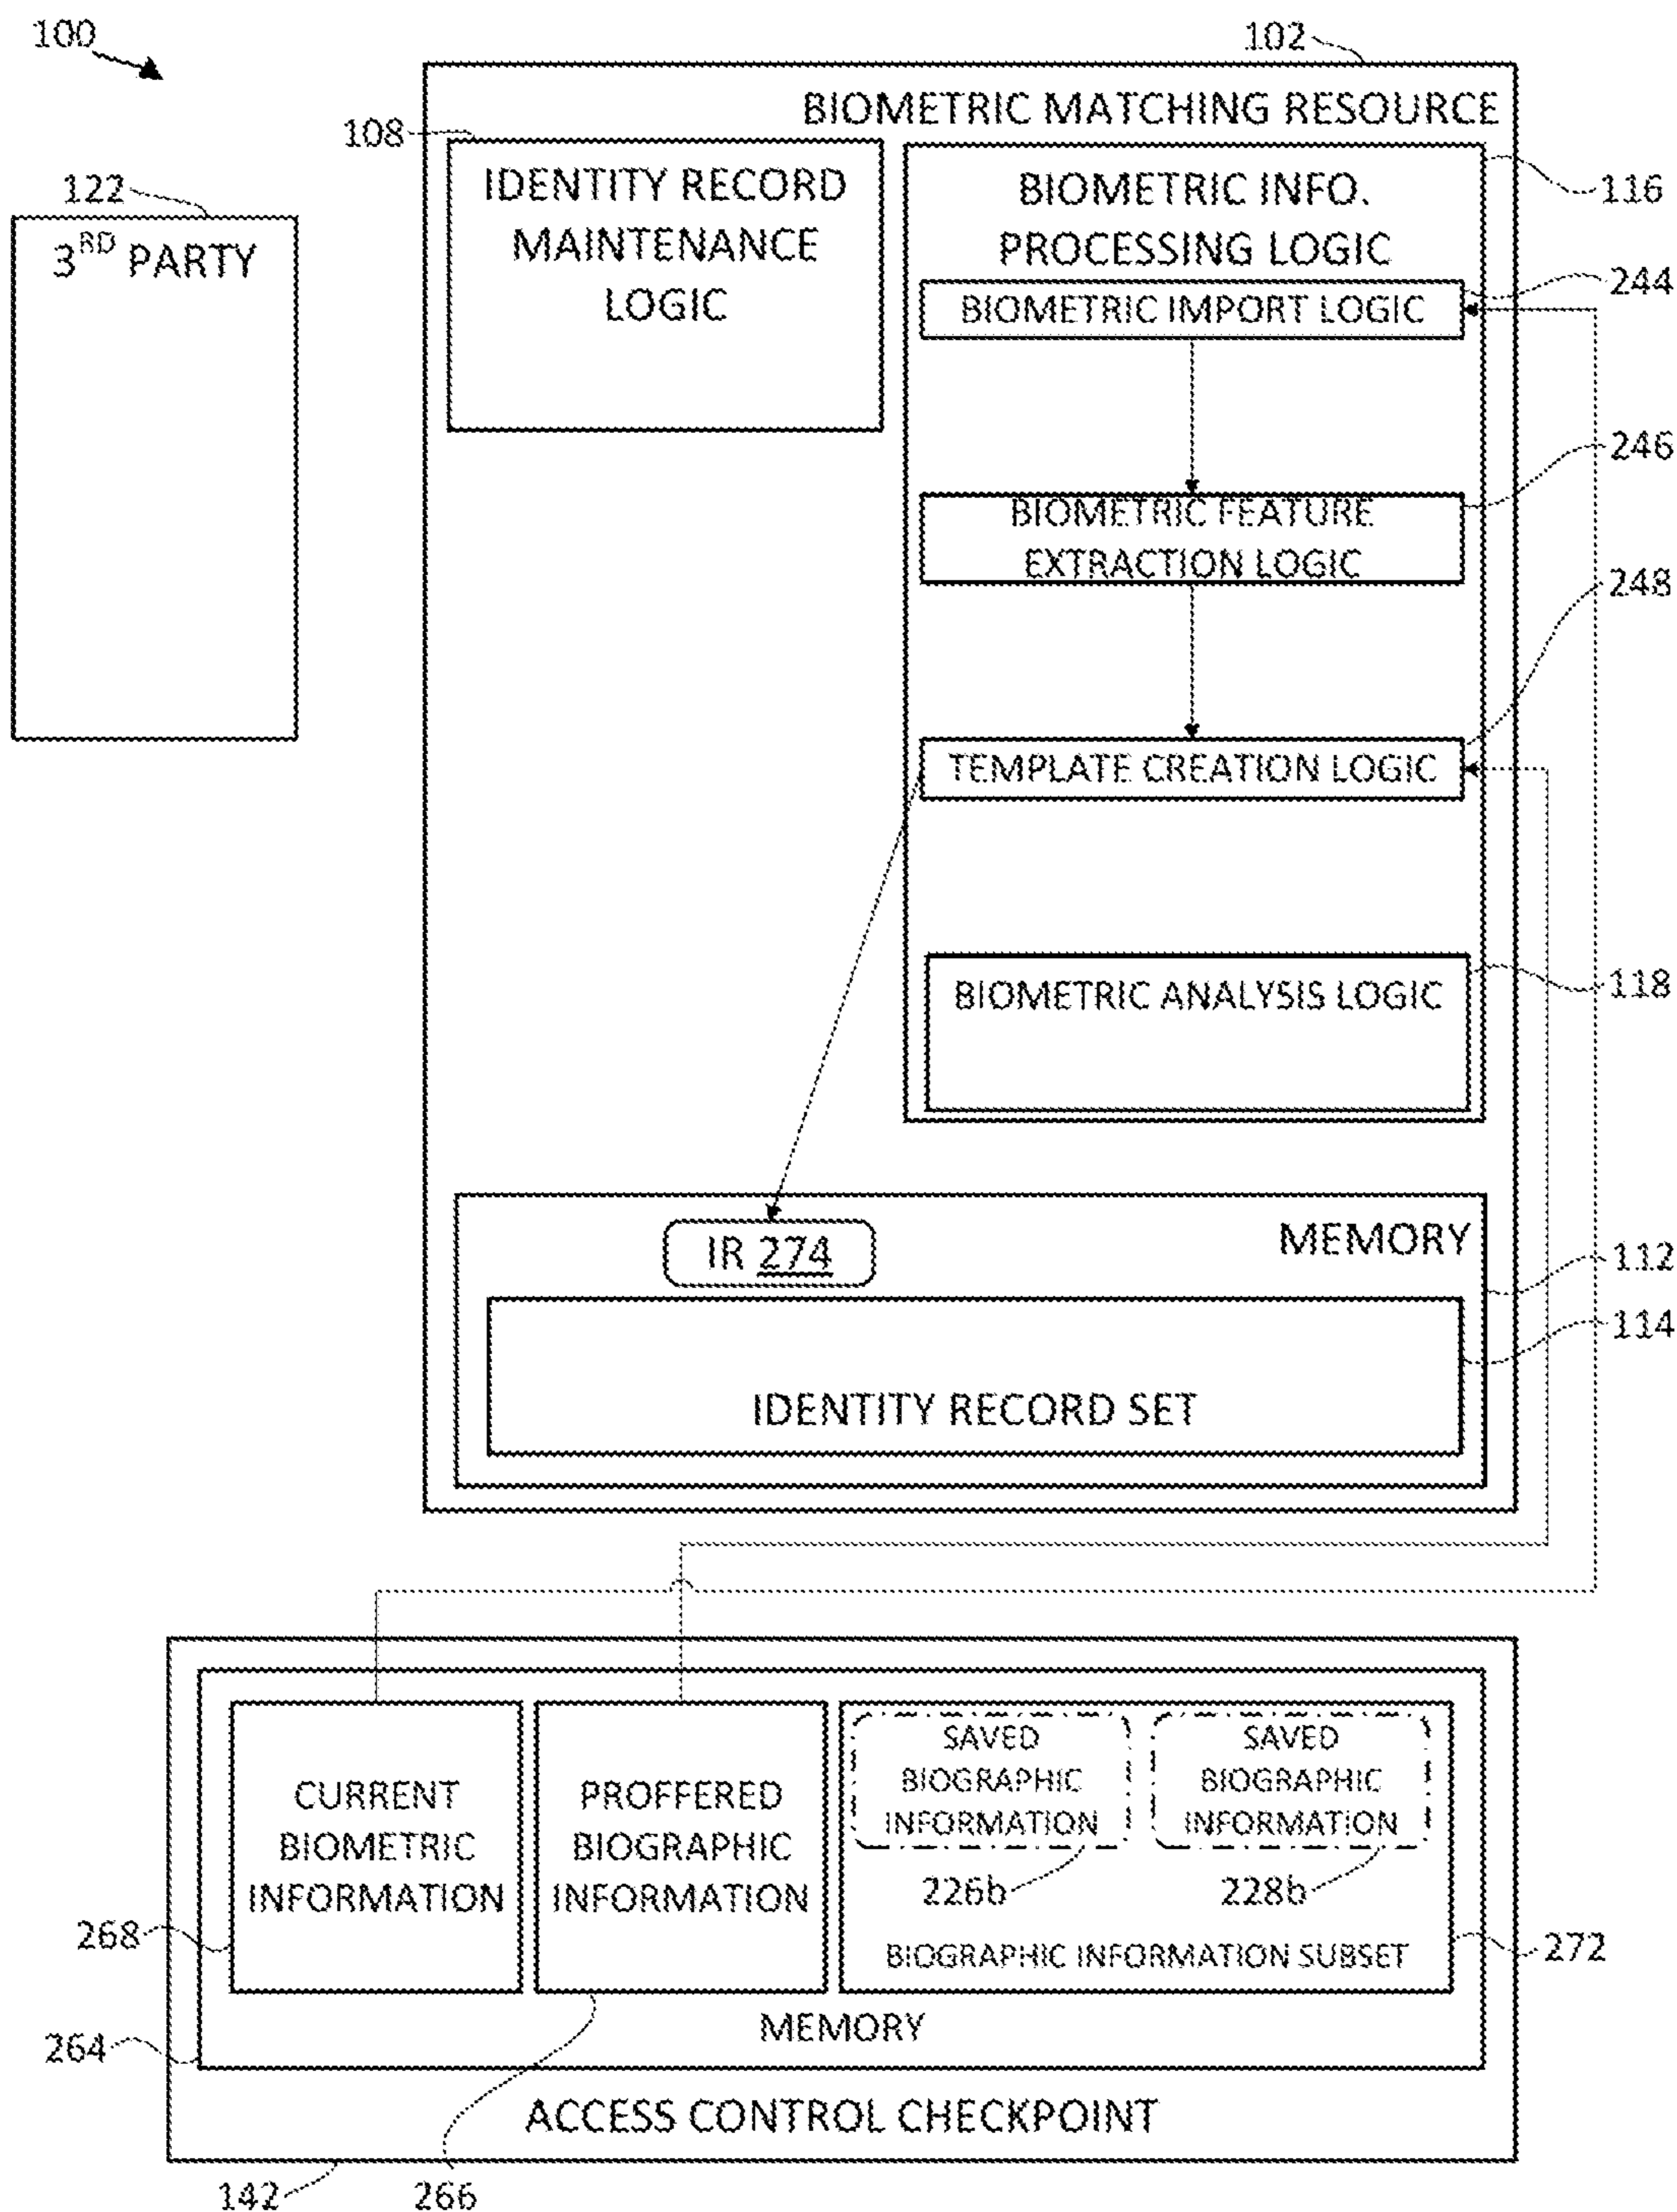 100
102
BIOMETRIC MATCHING RESOURCE
108
IDENTITY RECORD
MAINTENANCE
LOGIC
BIOMETRIC INFO.
PROCESSING LOGIC
116
122
3RD PARTY
BIOMETRIC IMPORT LOGIC
244
BIOMETRIC FEATURE
EXTRACTION LOGIC
246
TEMPLATE CREATION LOGIC
248
BIOMETRIC ANALYSIS LOGIC
118
IR 274
MEMORY
112
114
IDENTITY RECORD SET
CURRENT
BIOMETRIC
INFORMATION
PROFFERED
BIOGRAPHIC
INFORMATION
SAVED
BIOGRAPHIC
INFORMATION
SAVED
BIOGRAPHIC
INFORMATION
226b
228b
268
BIOGRAPHIC INFORMATION SUBSET
272
MEMORY
264
ACCESS CONTROL CHECKPOINT
142
266